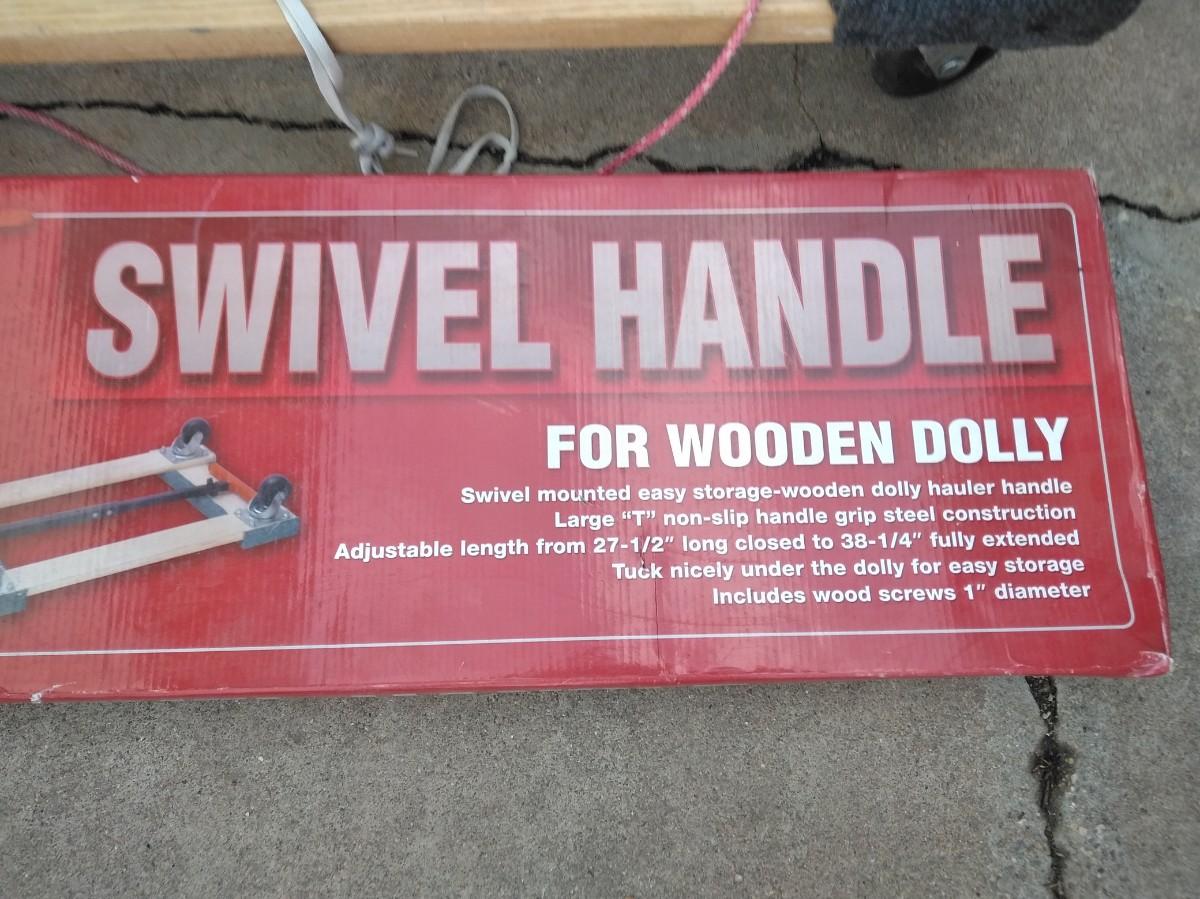 SWIVEL HANDLE
FOR WOODEN DOLLY
Swivel mounted easy storage-wooden dolly hauler handle
Large “T” non-slip handle grip steel construction
Adjustable length from 27-1/2″ long closed to 38-1/4″ fully extended
Tuck nicely under the dolly for easy storage
Includes wood screws 1″ diameter